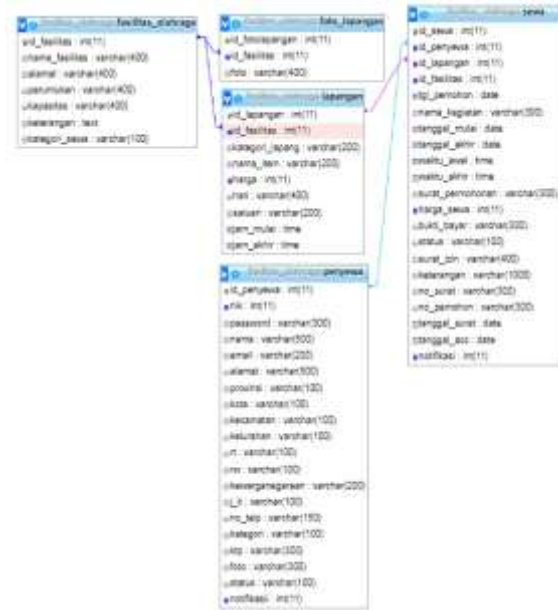 fasilitas_olahraga
id_fasilitas : int(11)
nama_fasilitas : varchar(400)
alamat : varchar(400)
peruntukan : varchar(400)
kapasitas : varchar(400)
keterangan : text
kategori_sewa : varchar(100)
foto_lapangan
id_fotolapangan : int(11)
id_fasilitas : int(11)
foto : varchar(400)
lapangan
id_lapangan : int(11)
id_fasilitas : int(11)
kategori_lapang : varchar(200)
nama_item : varchar(200)
harga : int(11)
hari : varchar(400)
satuan : varchar(200)
jam_mulai : time
jam_akhir : time
penyewa
id_penyewa : int(11)
nik : int(11)
password : varchar(300)
nama : varchar(500)
email : varchar(200)
alamat : varchar(500)
provinsi : varchar(100)
kota : varchar(100)
kecamatan : varchar(100)
kelurahan : varchar(100)
rt : varchar(100)
rw : varchar(100)
kewarganegaraan : varchar(200)
j_k : varchar(100)
no_telp : varchar(150)
kategori : varchar(100)
ktp : varchar(300)
foto : varchar(300)
status : varchar(100)
notifikasi : int(11)
sewa
id_sewa : int(11)
id_penyewa : int(11)
id_lapangan : int(11)
id_fasilitas : int(11)
tgl_pemohon : date
nama_kegiatan : varchar(300)
tanggal_mulai : date
tanggal_akhir : date
waktu_awal : time
waktu_akhir : time
surat_permohonan : varchar(300)
harga_sewa : int(11)
bukti_bayar : varchar(300)
status : varchar(100)
surat_izin : varchar(400)
keterangan : varchar(1000)
no_surat : varchar(300)
no_pemohon : varchar(300)
tanggal_surat : date
tanggal_acc : date
notifikasi : int(11)